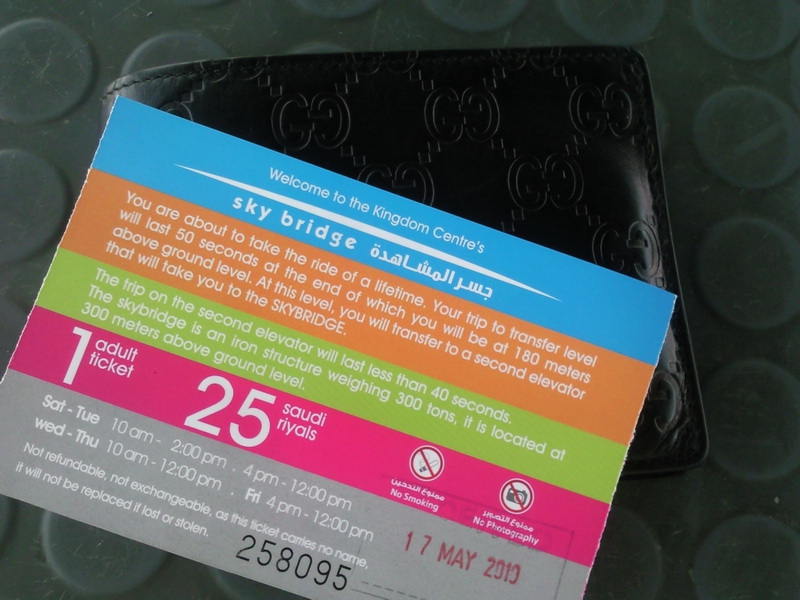 Welcome to the Kingdom Centre's
sky bridge جسر المشاهدة
You are about to take the ride of a lifetime. Your trip to transfer level
will last 50 seconds at the end of which you will be at 180 meters
above ground level. At this level, you will transfer to a second elevator
that will take you to the SKYBRIDGE.
The trip on the second elevator will last less than 40 seconds.
The skybridge is an iron structure weighing 300 tons, it is located at
300 meters above ground level.
1 adult
ticket
25 saudi
riyals
ممنوع التدخين
No Smoking
ممنوع التصوير
No Photography
Sat - Tue 10 am - 2:00 pm . 4 pm - 12:00 pm
wed - Thu 10 am - 12:00 pm . Fri 4 pm - 12:00 pm
Not refundable, not exchangeable, as this ticket carries no name,
it will not be replaced if lost or stolen.
258095
17 MAY 2010